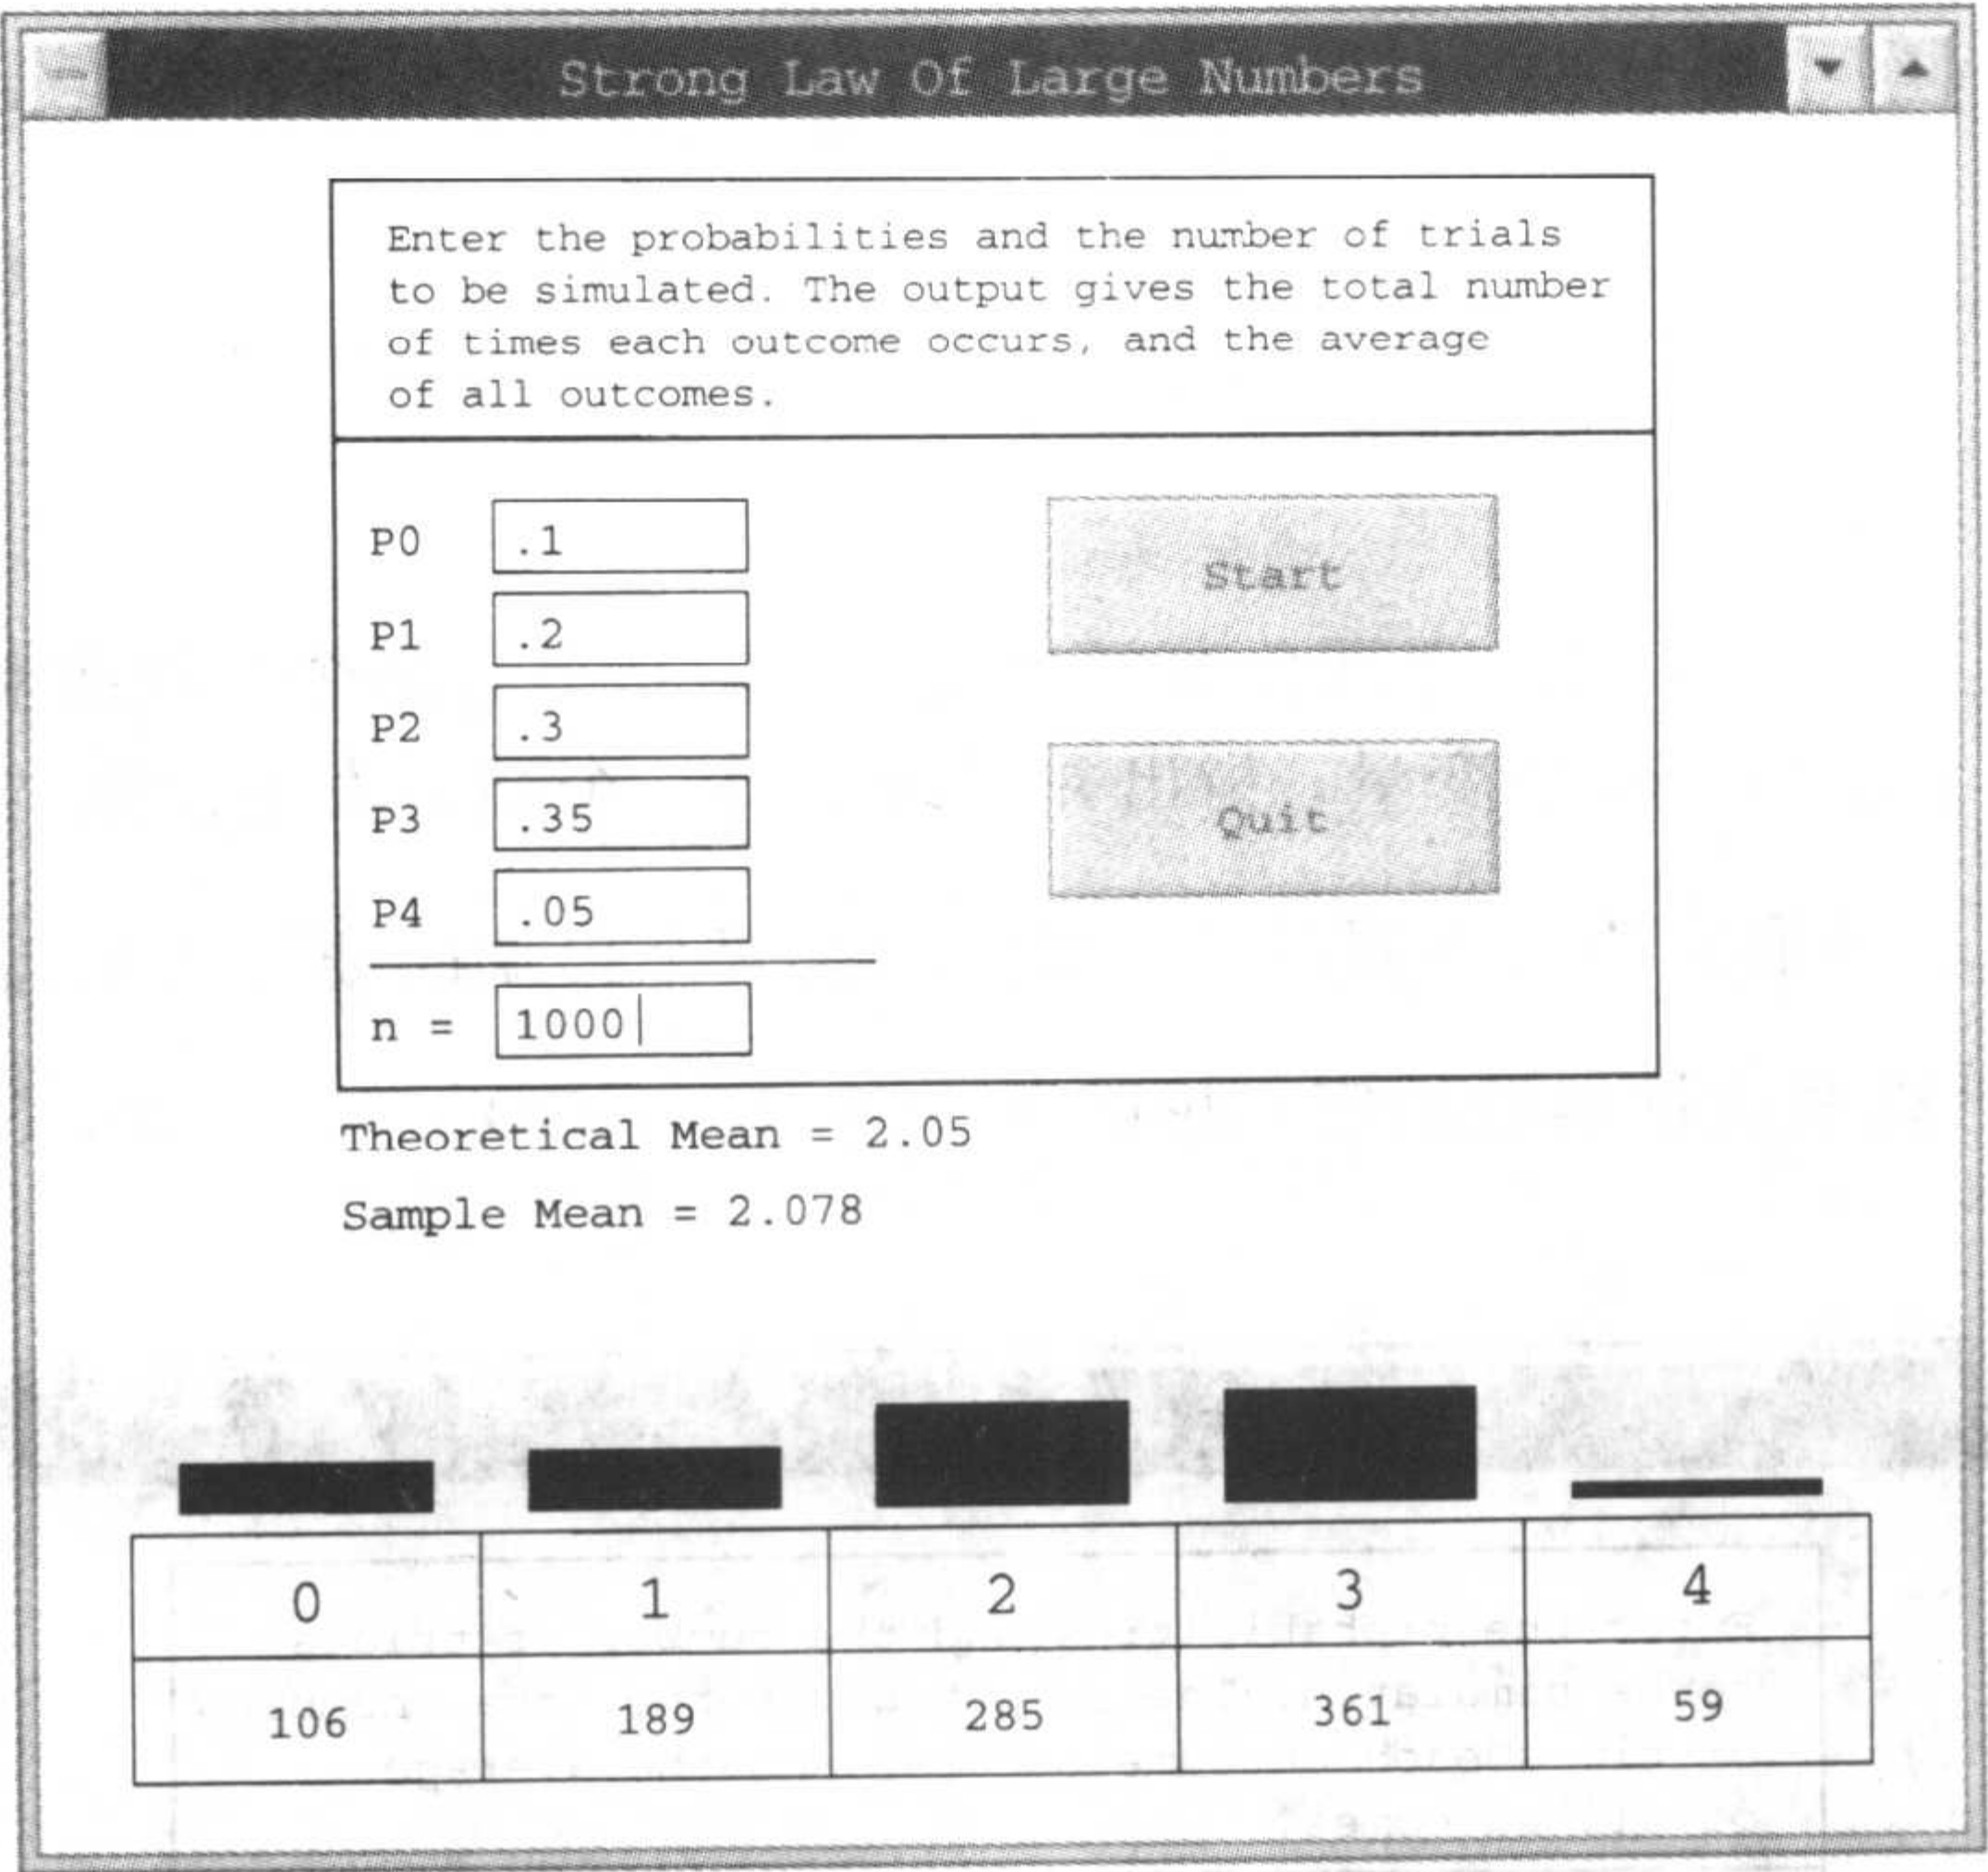 Strong Law Of Large Numbers
Enter the probabilities and the number of trials
to be simulated. The output gives the total number
of times each outcome occurs, and the average
of all outcomes.
P0 .1
P1 .2
P2 .3
P3 .35
P4 .05
n = 1000
Start
Quit
Theoretical Mean = 2.05
Sample Mean = 2.078
0 1 2 3 4
106 189 285 361 59